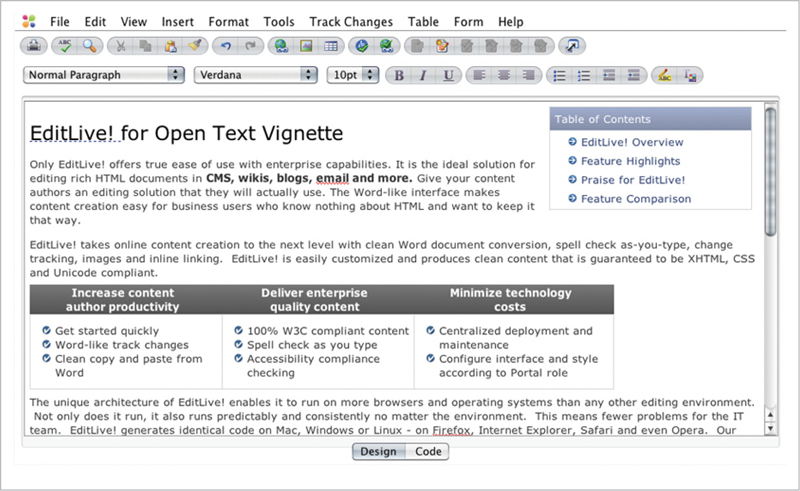 File Edit View Insert Format Tools Track Changes Table Form Help
ABC
Normal Paragraph Verdana 10pt B I U ABC
EditLive! for Open Text Vignette
Only EditLive! offers true ease of use with enterprise capabilities. It is the ideal solution for
editing rich HTML documents in CMS, wikis, blogs, email and more. Give your content
authors an editing solution that they will actually use. The Word-like interface makes
content creation easy for business users who know nothing about HTML and want to keep it
that way.
Table of Contents
EditLive! Overview
Feature Highlights
Praise for EditLive!
Feature Comparison
EditLive! takes online content creation to the next level with clean Word document conversion, spell check as-you-type, change
tracking, images and inline linking.  EditLive! is easily customized and produces clean content that is guaranteed to be XHTML, CSS
and Unicode compliant.
Increase content
author productivity
Get started quickly
Word-like track changes
Clean copy and paste from
Word
Deliver enterprise
quality content
100% W3C compliant content
Spell check as you type
Accessibility compliance
checking
Minimize technology
costs
Centralized deployment and
maintenance
Configure interface and style
according to Portal role
The unique architecture of EditLive! enables it to run on more browsers and operating systems than any other editing environment.
Not only does it run, it also runs predictably and consistently no matter the environment.  This means fewer problems for the IT
team.  EditLive! generates identical code on Mac, Windows or Linux - on Firefox, Internet Explorer, Safari and even Opera.  Our
Design Code